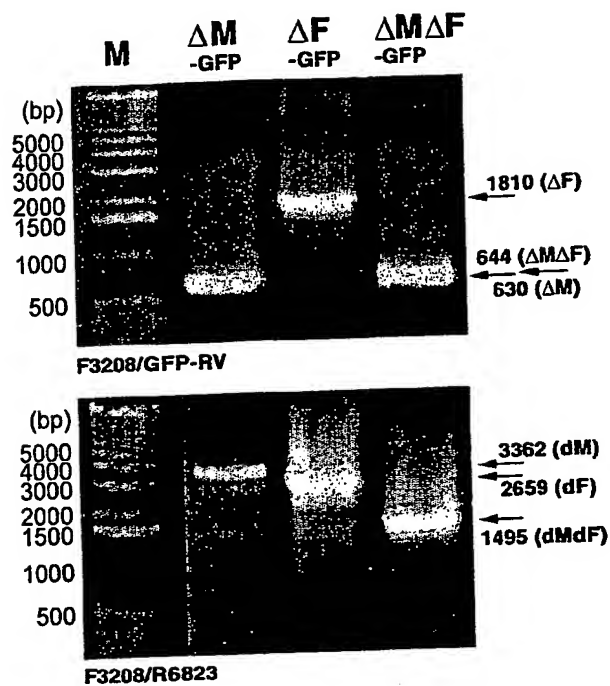 M ΔM ΔF ΔMΔF
-GFP -GFP -GFP
(bp)
5000
4000
3000
2000
1500
1000
500
1810 (ΔF)
644 (ΔMΔF)
630 (ΔM)
F3208/GFP-RV
(bp)
5000
4000
3000
2000
1500
1000
500
3362 (dM)
2659 (dF)
1495 (dMdF)
F3208/R6823